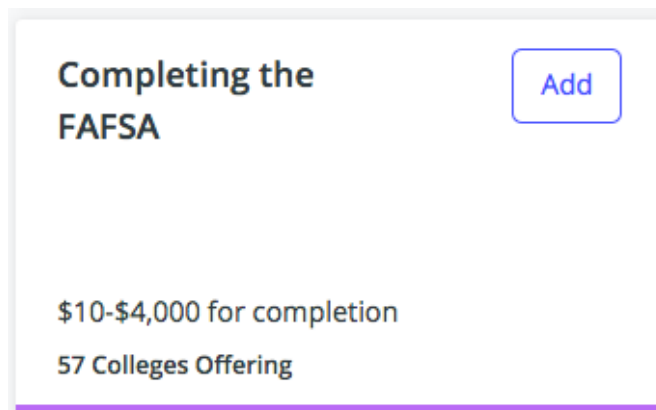 Completing the
FAFSA
Add
$10-$4,000 for completion
57 Colleges Offering